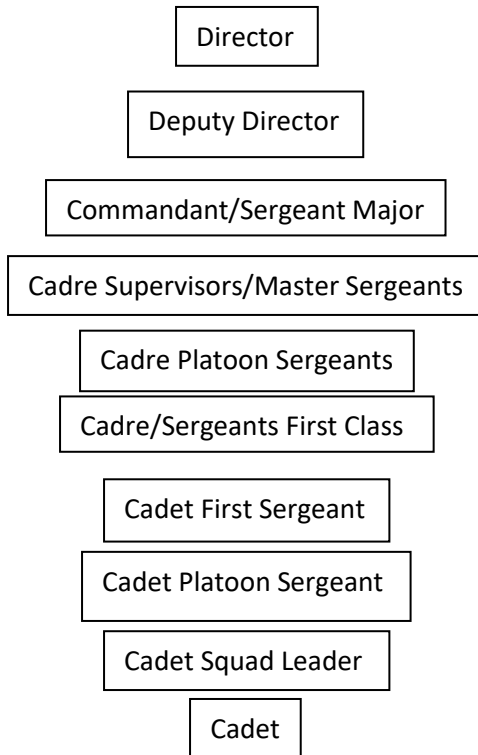 Director
Deputy Director
Commandant/Sergeant Major
Cadre Supervisors/Master Sergeants
Cadre Platoon Sergeants
Cadre/Sergeants First Class
Cadet First Sergeant
Cadet Platoon Sergeant
Cadet Squad Leader
Cadet